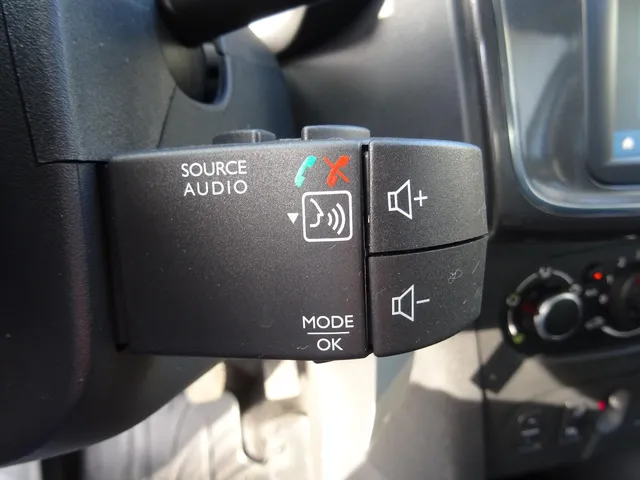 SOURCE
AUDIO
+
-
MODE
OK